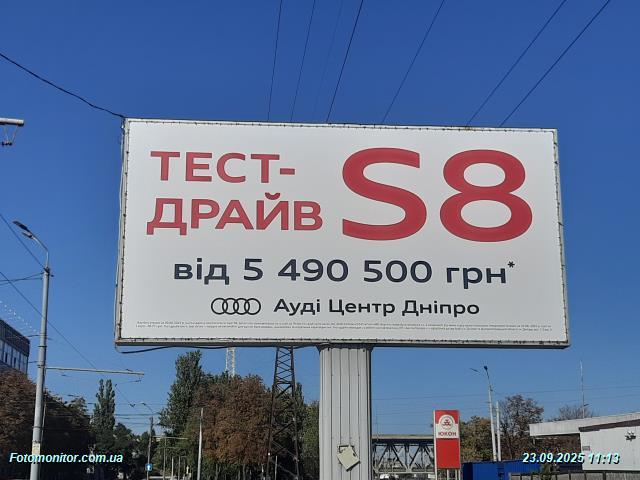 ТЕСТ-
ДРАЙВ
S8
від 5 490 500 грн*
Ауді Центр Дніпро
ЮКОН
Fotomonitor.com.ua
23.09.2025 11:13